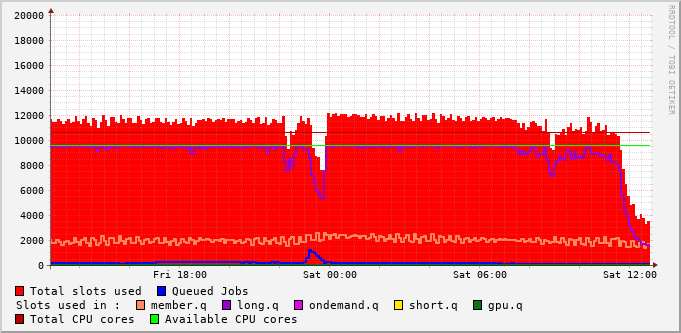 20000
18000
16000
14000
12000
10000
8000
6000
4000
2000
0
Fri 18:00 Sat 00:00 Sat 06:00 Sat 12:00
RRDTOOL / TOBI OETIKER
Total slots used Queued Jobs
Slots used in : member.q long.q ondemand.q short.q gpu.q
Total CPU cores Available CPU cores